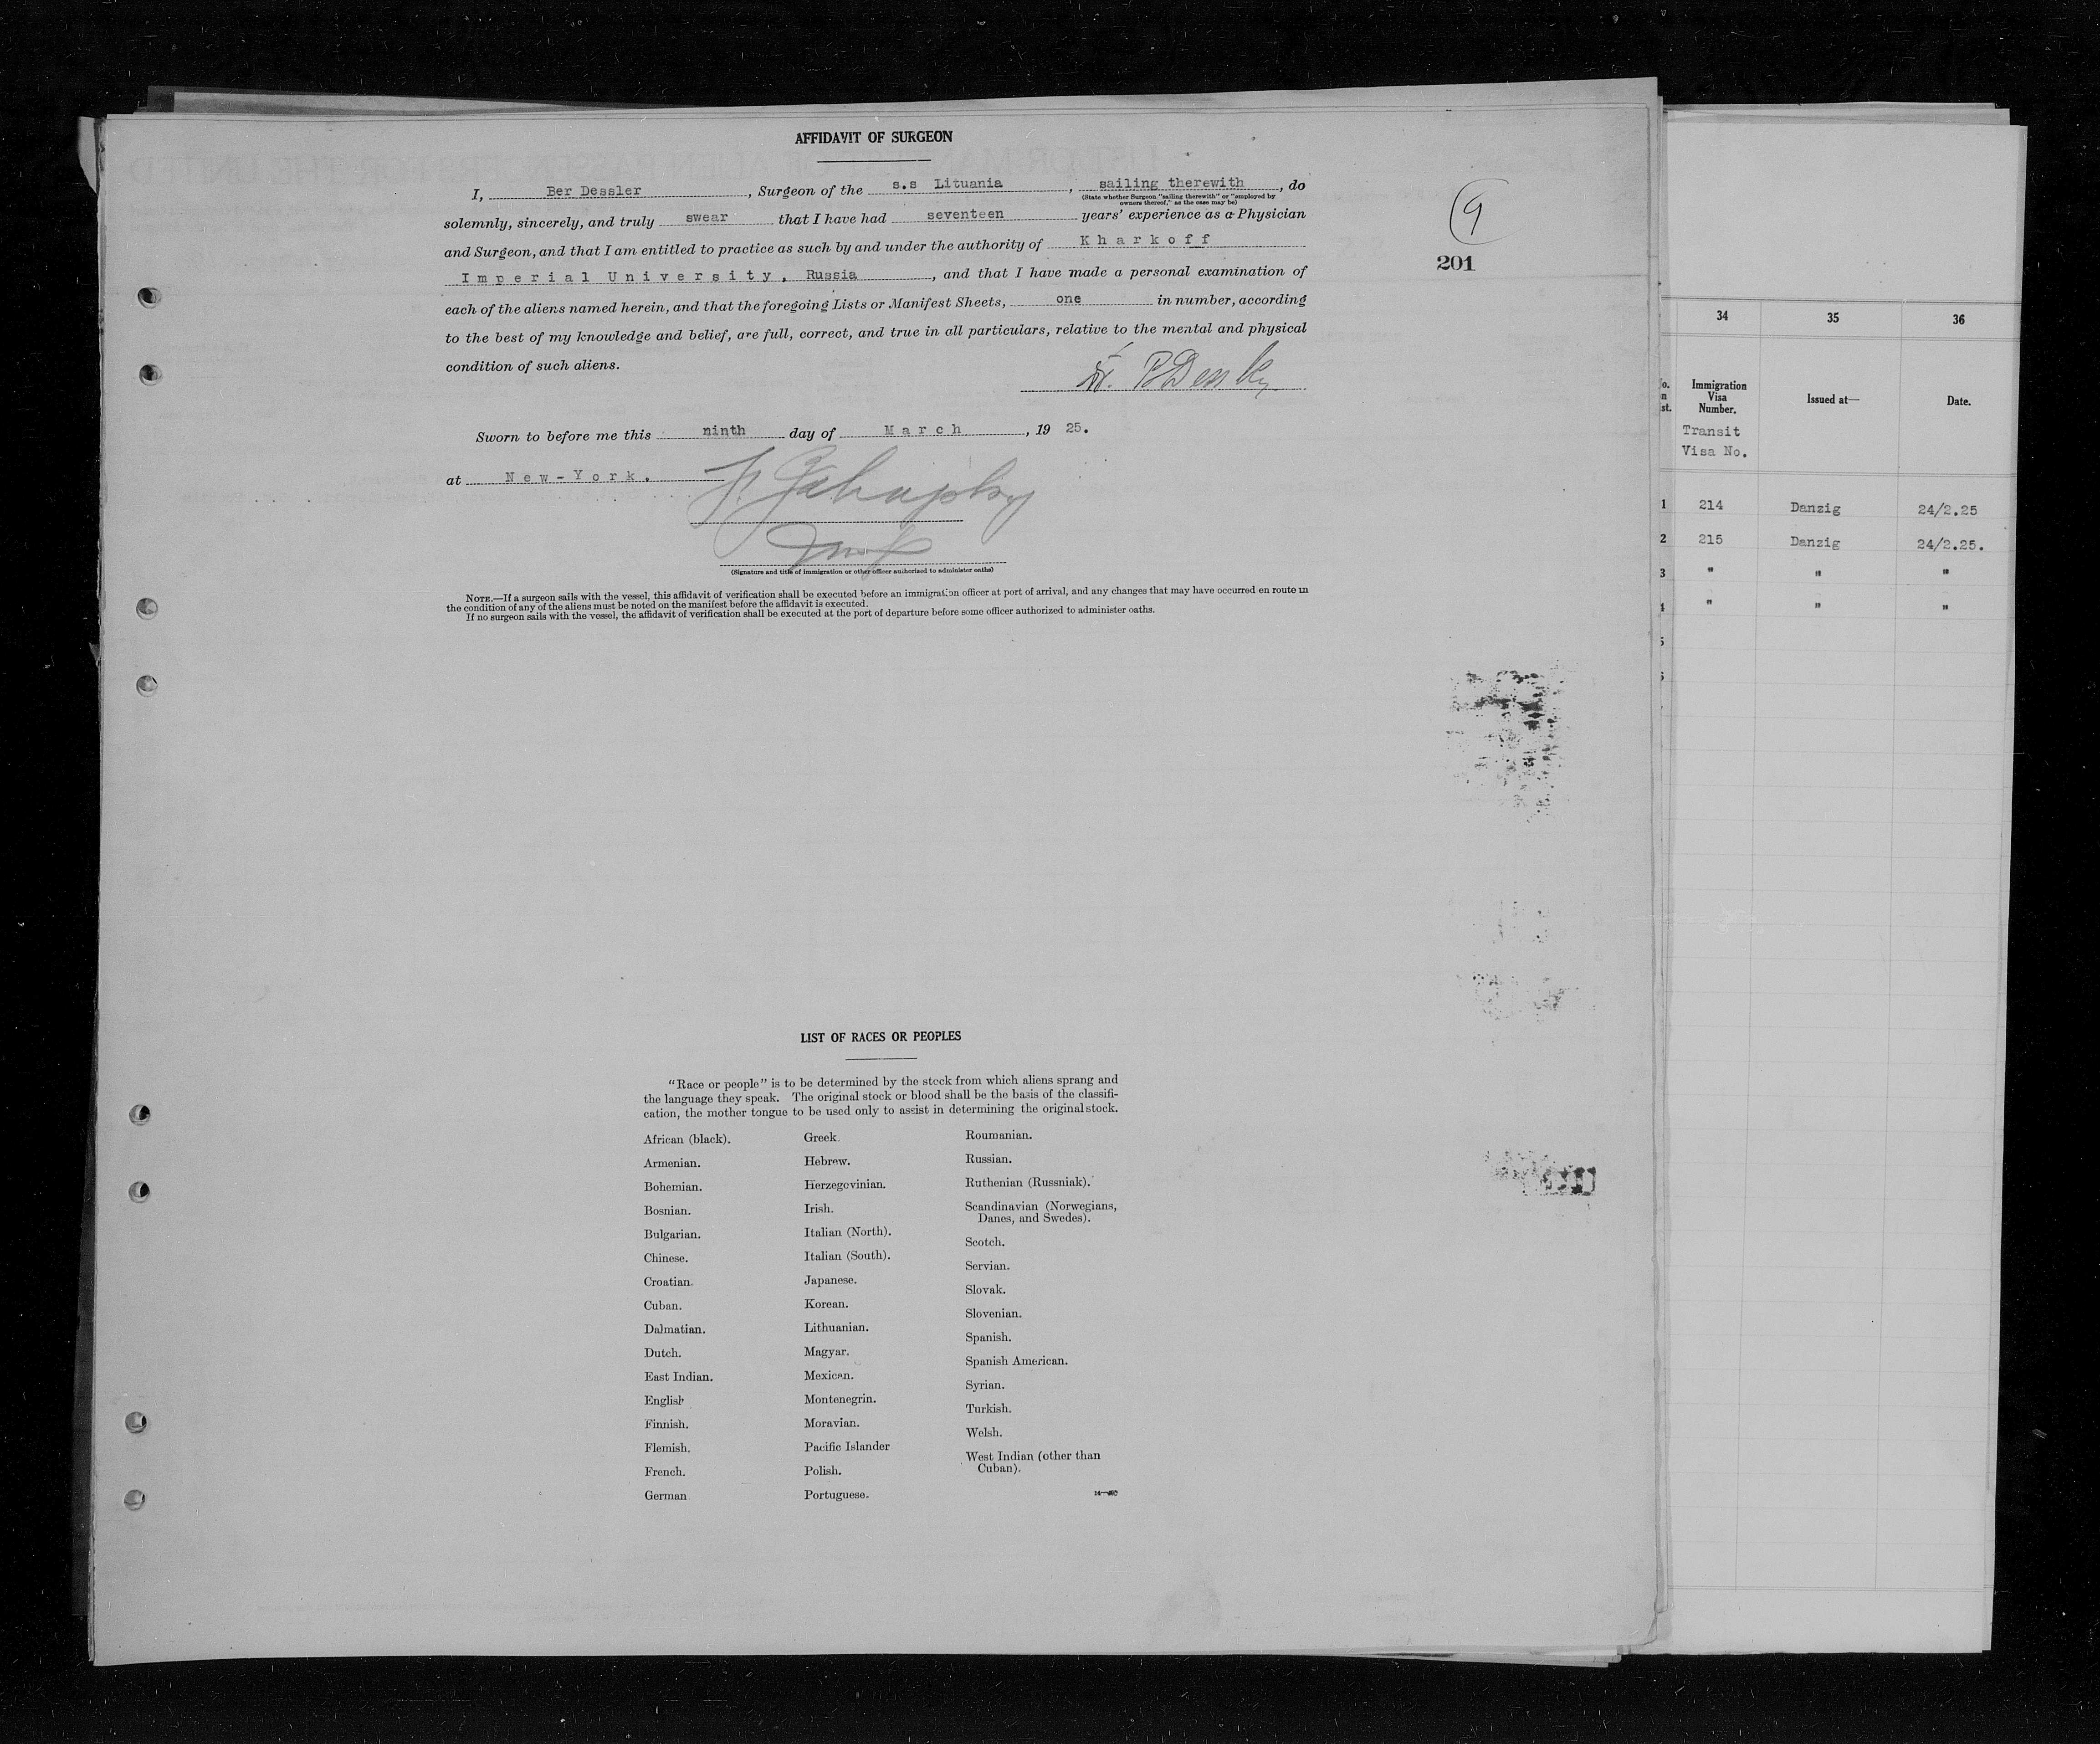 AFFIDAVIT OF SURGEON
I, Ber Dessler, Surgeon of the s.s Lituania, sailing therewith, do
(State whether Surgeon "sailing therewith" or "employed by
owners thereof," as the case may be)
solemnly, sincerely, and truly swear that I have had seventeen years' experience as a Physician
and Surgeon, and that I am entitled to practice as such by and under the authority of Kharkoff
Imperial University, Russia, and that I have made a personal examination of
each of the aliens named herein, and that the foregoing Lists or Manifest Sheets, one in number, according
to the best of my knowledge and belief, are full, correct, and true in all particulars, relative to the mental and physical
condition of such aliens.
Sworn to before me this ninth day of March, 19 25.
at New-York.
(Signature and title of immigration or other officer authorized to administer oaths)
NOTE.—If a surgeon sails with the vessel, this affidavit of verification shall be executed before an immigration officer at port of arrival, and any changes that may have occurred en route in
the condition of any of the aliens must be noted on the manifest before the affidavit is executed.
If no surgeon sails with the vessel, the affidavit of verification shall be executed at the port of departure before some officer authorized to administer oaths.
9
201
LIST OF RACES OR PEOPLES
"Race or people" is to be determined by the stock from which aliens sprang and
the language they speak. The original stock or blood shall be the basis of the classifi-
cation, the mother tongue to be used only to assist in determining the original stock.
African (black).
Armenian.
Bohemian.
Bosnian.
Bulgarian.
Chinese.
Croatian.
Cuban.
Dalmatian.
Dutch.
East Indian.
English
Finnish.
Flemish.
French.
German
Greek.
Hebrew.
Herzegovinian.
Irish.
Italian (North).
Italian (South).
Japanese.
Korean.
Lithuanian.
Magyar.
Mexican.
Montenegrin.
Moravian.
Pacific Islander
Polish.
Portuguese.
Roumanian.
Russian.
Ruthenian (Russniak).
Scandinavian (Norwegians,
Danes, and Swedes).
Scotch.
Servian.
Slovak.
Slovenian.
Spanish.
Spanish American.
Syrian.
Turkish.
Welsh.
West Indian (other than
Cuban).
34 35 36
Immigration
Visa
Number.
Transit
Visa No.
Issued at—
Date.
1 214 Danzig 24/2.25
2 215 Danzig 24/2.25.
3 " " "
4 " " "
5